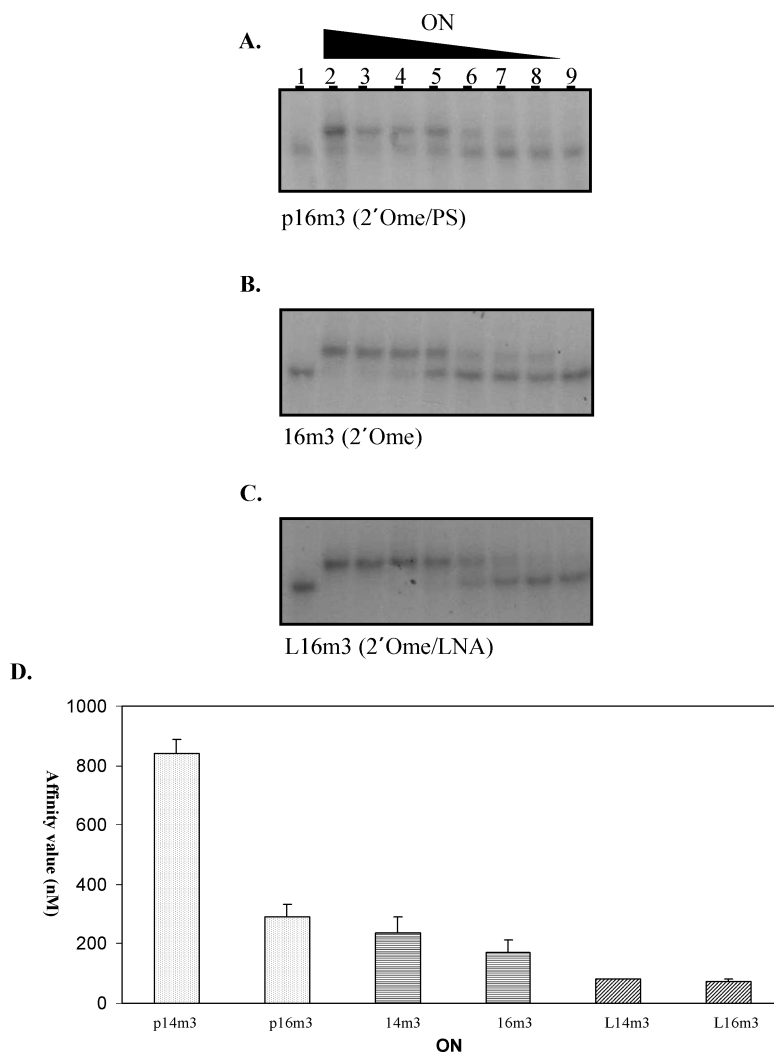 ON
A.
1 2 3 4 5 6 7 8 9
p16m3 (2´Ome/PS)
B.
16m3 (2´Ome)
C.
L16m3 (2´Ome/LNA)
D.
1000
800
600
400
200
0
Affinity value (nM)
p14m3 p16m3 14m3 16m3 L14m3 L16m3
ON